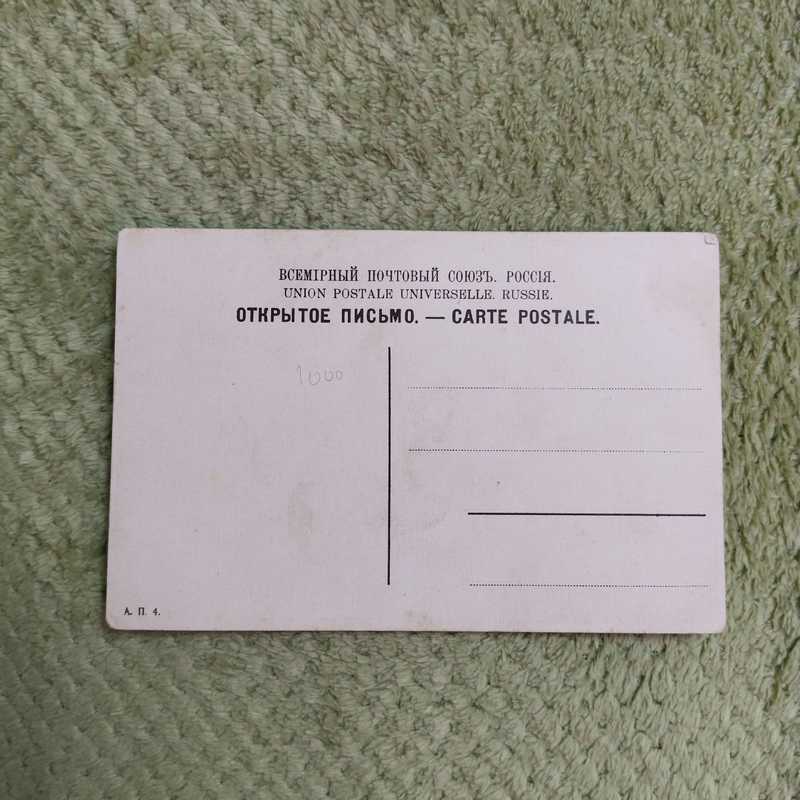 ВСЕМІРНЫЙ ПОЧТОВЫЙ СОЮЗЪ. РОССІЯ.
UNION POSTALE UNIVERSELLE. RUSSIE.
ОТКРЫТОЕ ПИСЬМО. — CARTE POSTALE.
1000
А. П. 4.